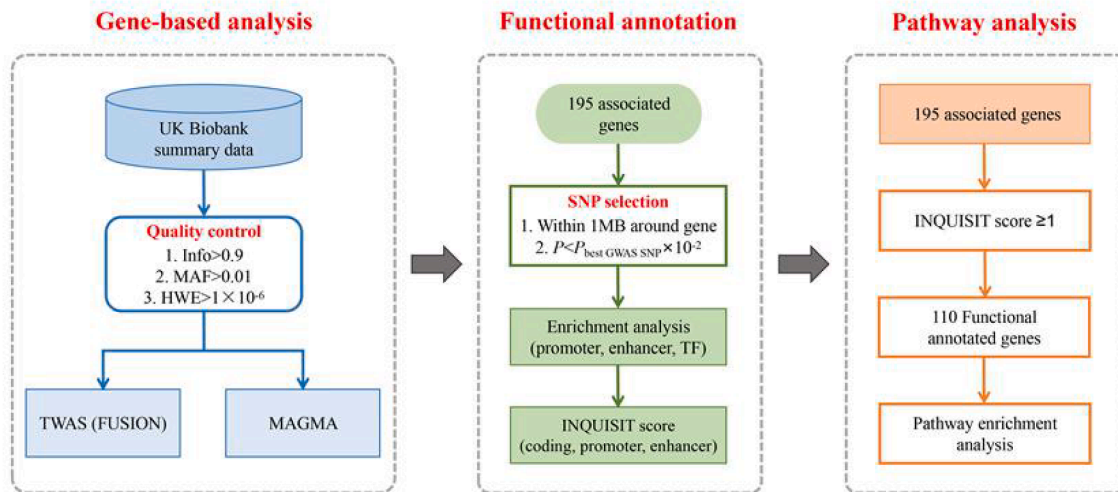 Gene-based analysis
UK Biobank
summary data
Quality control
1. Info>0.9
2. MAF>0.01
3. HWE>1×10⁻⁶
TWAS (FUSION)
MAGMA
Functional annotation
195 associated
genes
SNP selection
1. Within 1MB around gene
2. P<P best GWAS SNP×10⁻²
Enrichment analysis
(promoter, enhancer, TF)
INQUISIT score
(coding, promoter, enhancer)
Pathway analysis
195 associated genes
INQUISIT score ≥1
110 Functional
annotated genes
Pathway enrichment
analysis